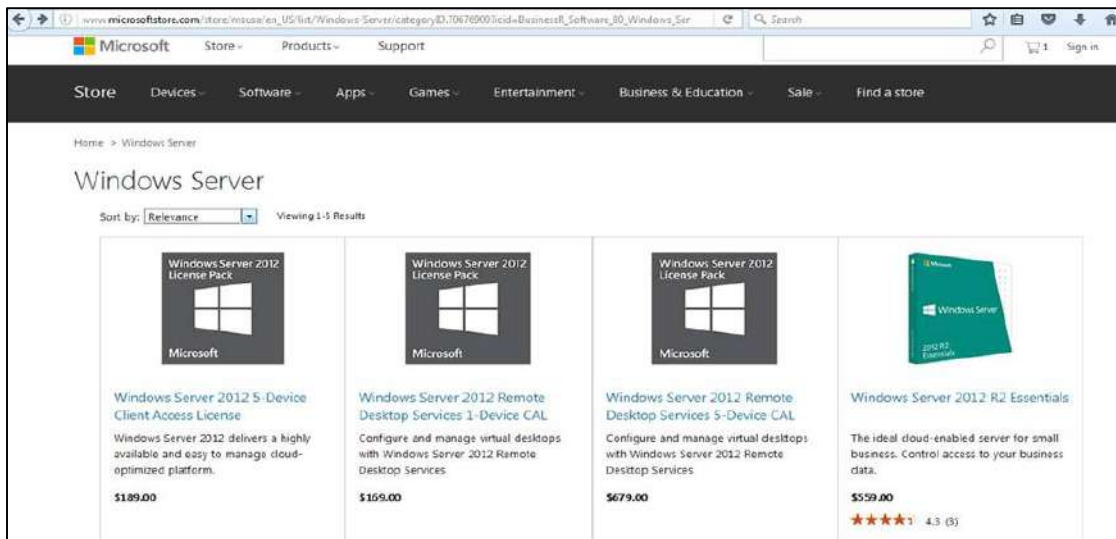 www.microsoftstore.com/store/msusa/en_US/list/Windows-Server/categoryID.70676900?icid=BusinessR_Software_80_Windows_Ser
Search
Microsoft Store Products Support
1 Sign in
Store Devices Software Apps Games Entertainment Business & Education Sale Find a store
Home > Windows Server
Windows Server
Sort by: Relevance Viewing 1-5 Results
Windows Server 2012
License Pack
Microsoft
Windows Server 2012 5-Device
Client Access License
Windows Server 2012 delivers a highly
available and easy to manage cloud-
optimized platform.
$189.00
Windows Server 2012
License Pack
Microsoft
Windows Server 2012 Remote
Desktop Services 1-Device CAL
Configure and manage virtual desktops
with Windows Server 2012 Remote
Desktop Services
$169.00
Windows Server 2012
License Pack
Microsoft
Windows Server 2012 Remote
Desktop Services 5-Device CAL
Configure and manage virtual desktops
with Windows Server 2012 Remote
Desktop Services
$679.00
Microsoft
Windows Server
2012 R2
Essentials
Windows Server 2012 R2 Essentials
The ideal cloud-enabled server for small
business. Control access to your business
data.
$559.00
4.3 (3)